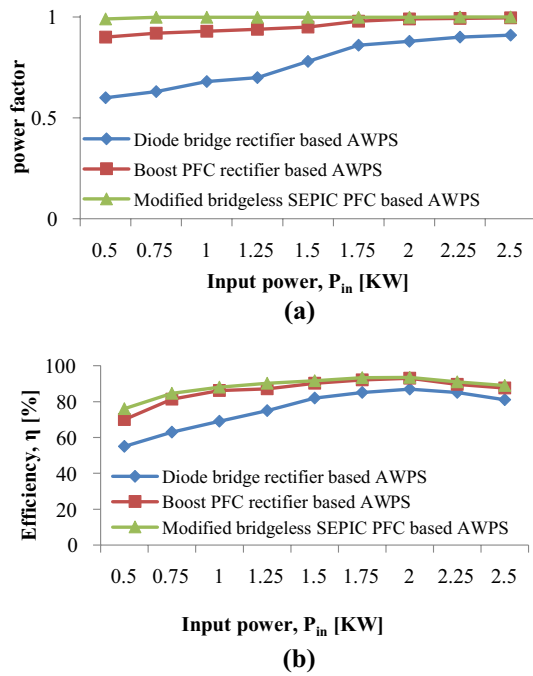 1
0.5
0
power factor
Diode bridge rectifier based AWPS
Boost PFC rectifier based AWPS
Modified bridgeless SEPIC PFC based AWPS
0.5 0.75 1 1.25 1.5 1.75 2 2.25 2.5
Input power, P_in [KW]
(a)
100
80
60
40
20
0
Efficiency, η [%]
Diode bridge rectifier based AWPS
Boost PFC rectifier based AWPS
Modified bridgeless SEPIC PFC based AWPS
0.5 0.75 1 1.25 1.5 1.75 2 2.25 2.5
Input power, P_in [KW]
(b)